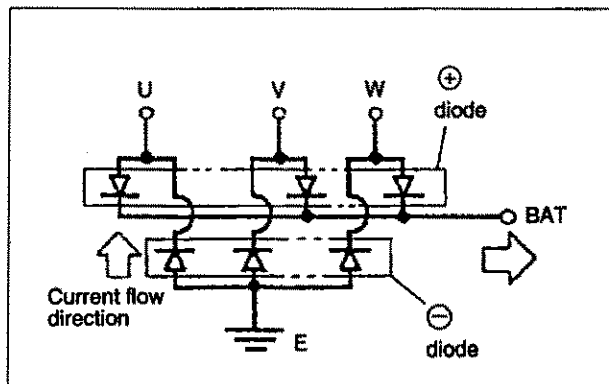 U V W ⊕
diode
BAT
Current flow
direction
E ⊖
diode